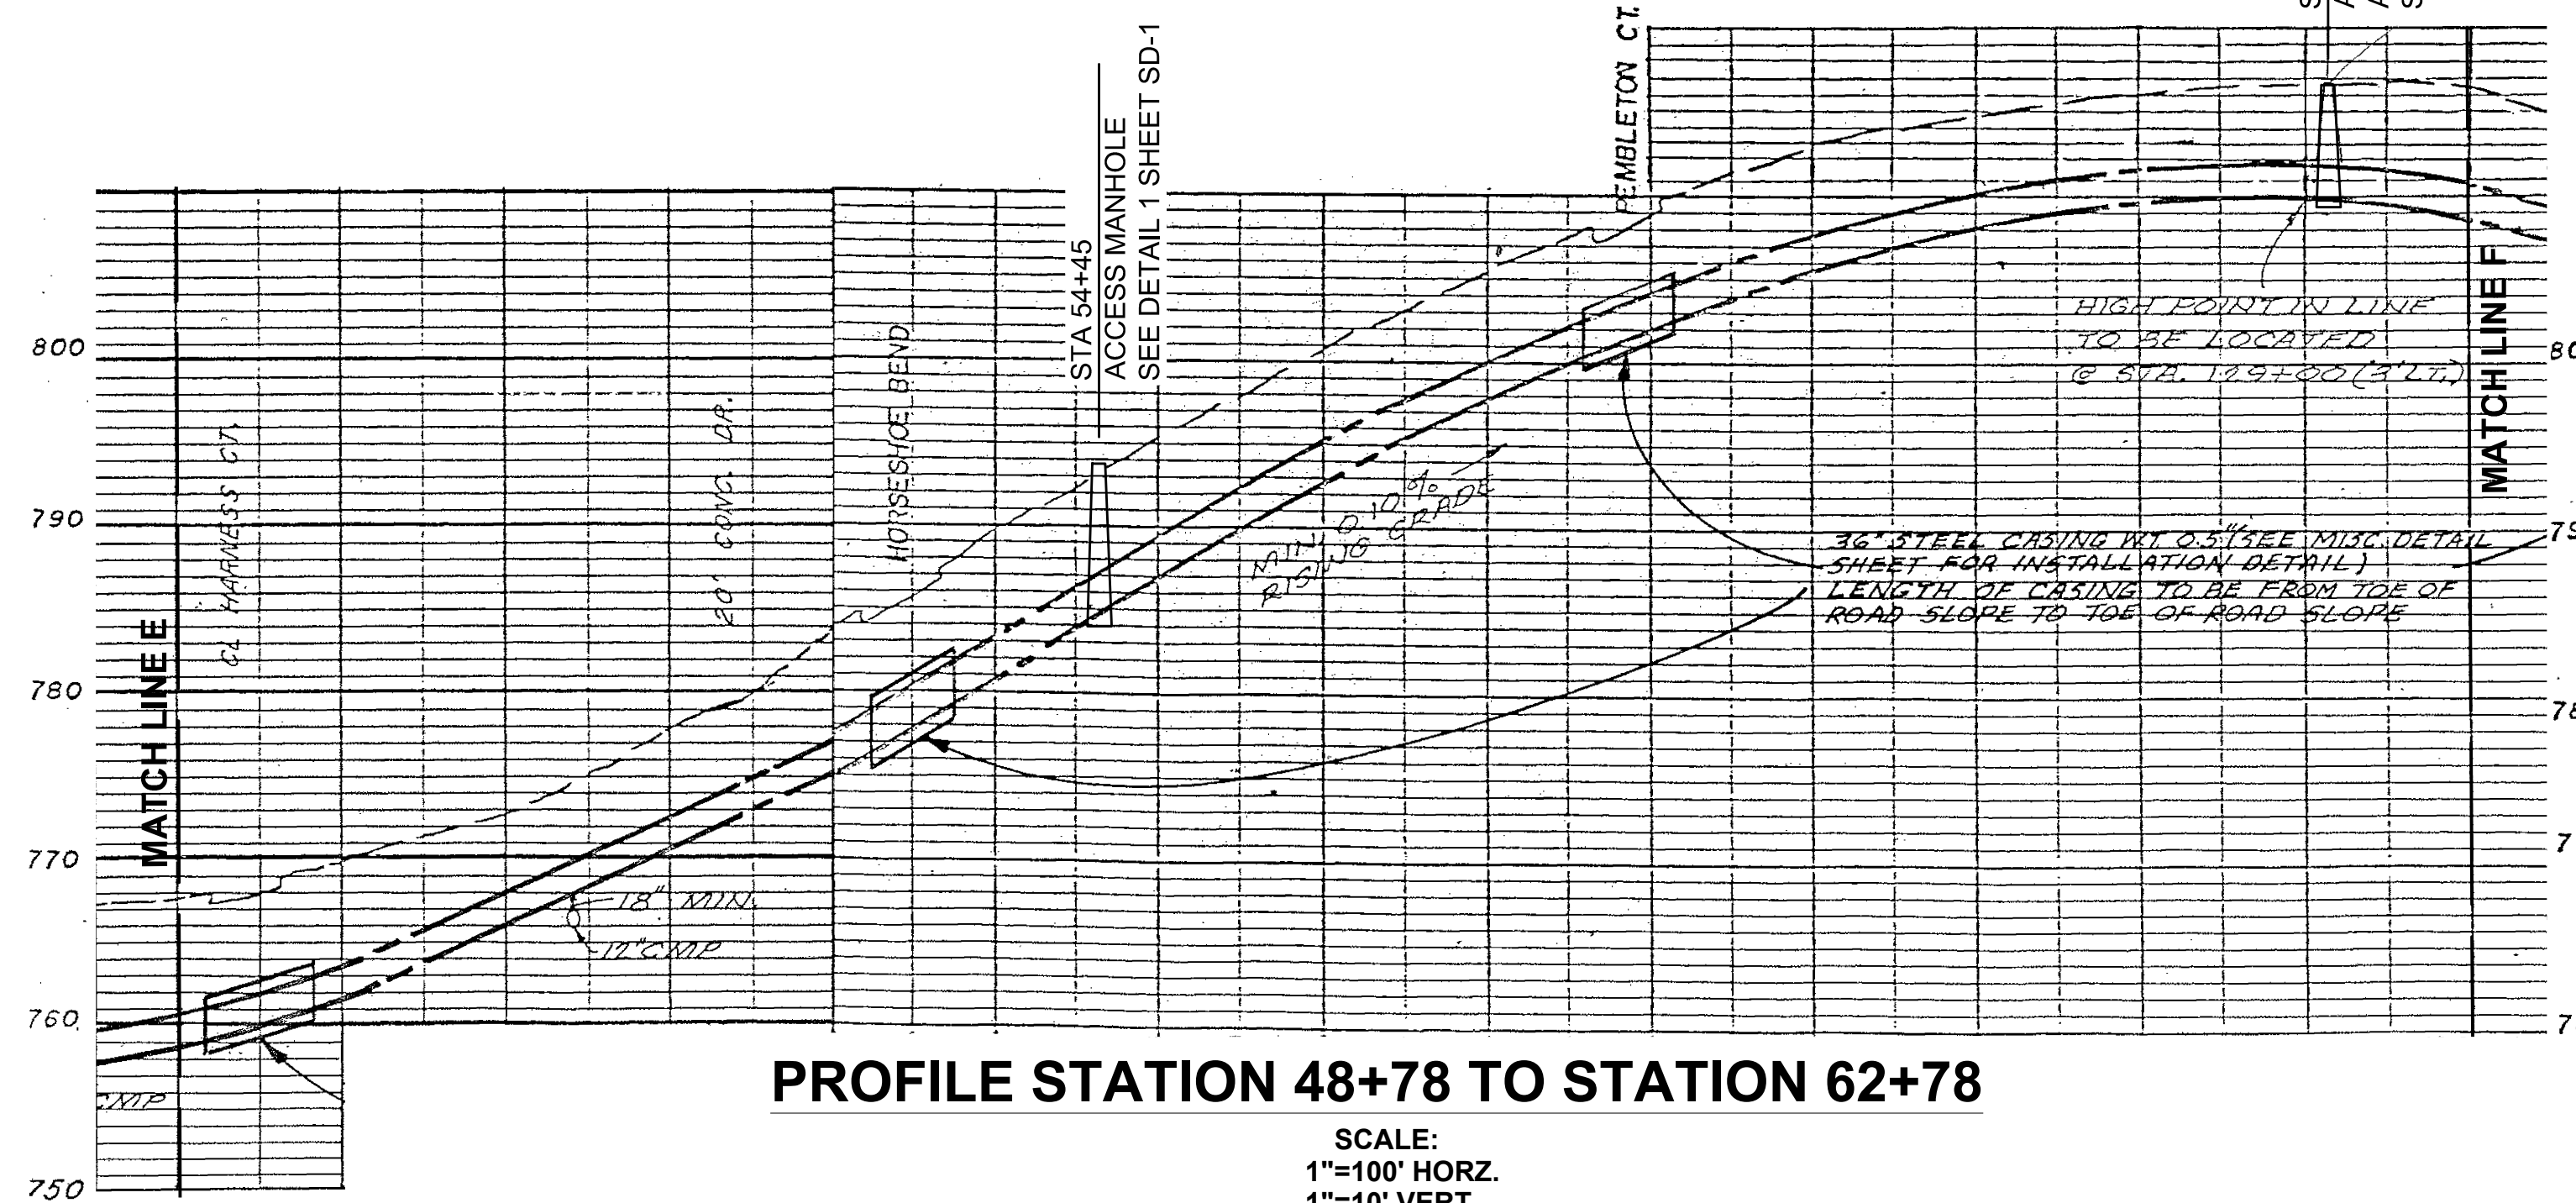 PEMBLETON CT.
STA 54+45
ACCESS MANHOLE
SEE DETAIL 1 SHEET SD-1
800
790
780
770
760
750
MATCH LINE E
CL HARNESS CT.
20' CONC. DR.
HORSESHOE BEND
MIN. 0.10 %
RISING GRADE
18" MIN.
12" CMP
CMP
HIGH POINT IN LINE
TO BE LOCATED
@ STA. 129+00 (3' LT.)
MATCH LINE F
36" STEEL CASING WT 0.5" (SEE MISC. DETAIL
SHEET FOR INSTALLATION DETAIL)
LENGTH OF CASING TO BE FROM TOE OF
ROAD SLOPE TO TOE OF ROAD SLOPE
PROFILE STATION 48+78 TO STATION 62+78
SCALE:
1"=100' HORZ.
1"=10' VERT.